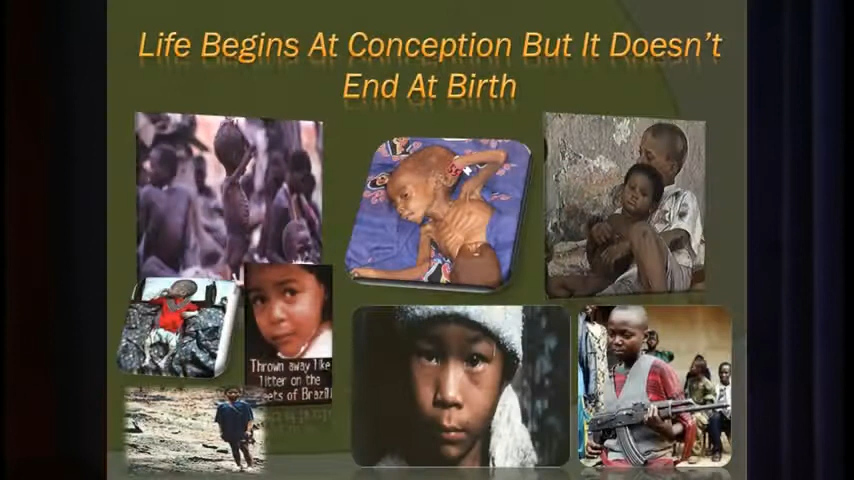 Life Begins At Conception But It Doesn't
End At Birth
Thrown away like
litter on the
eets of Brazil